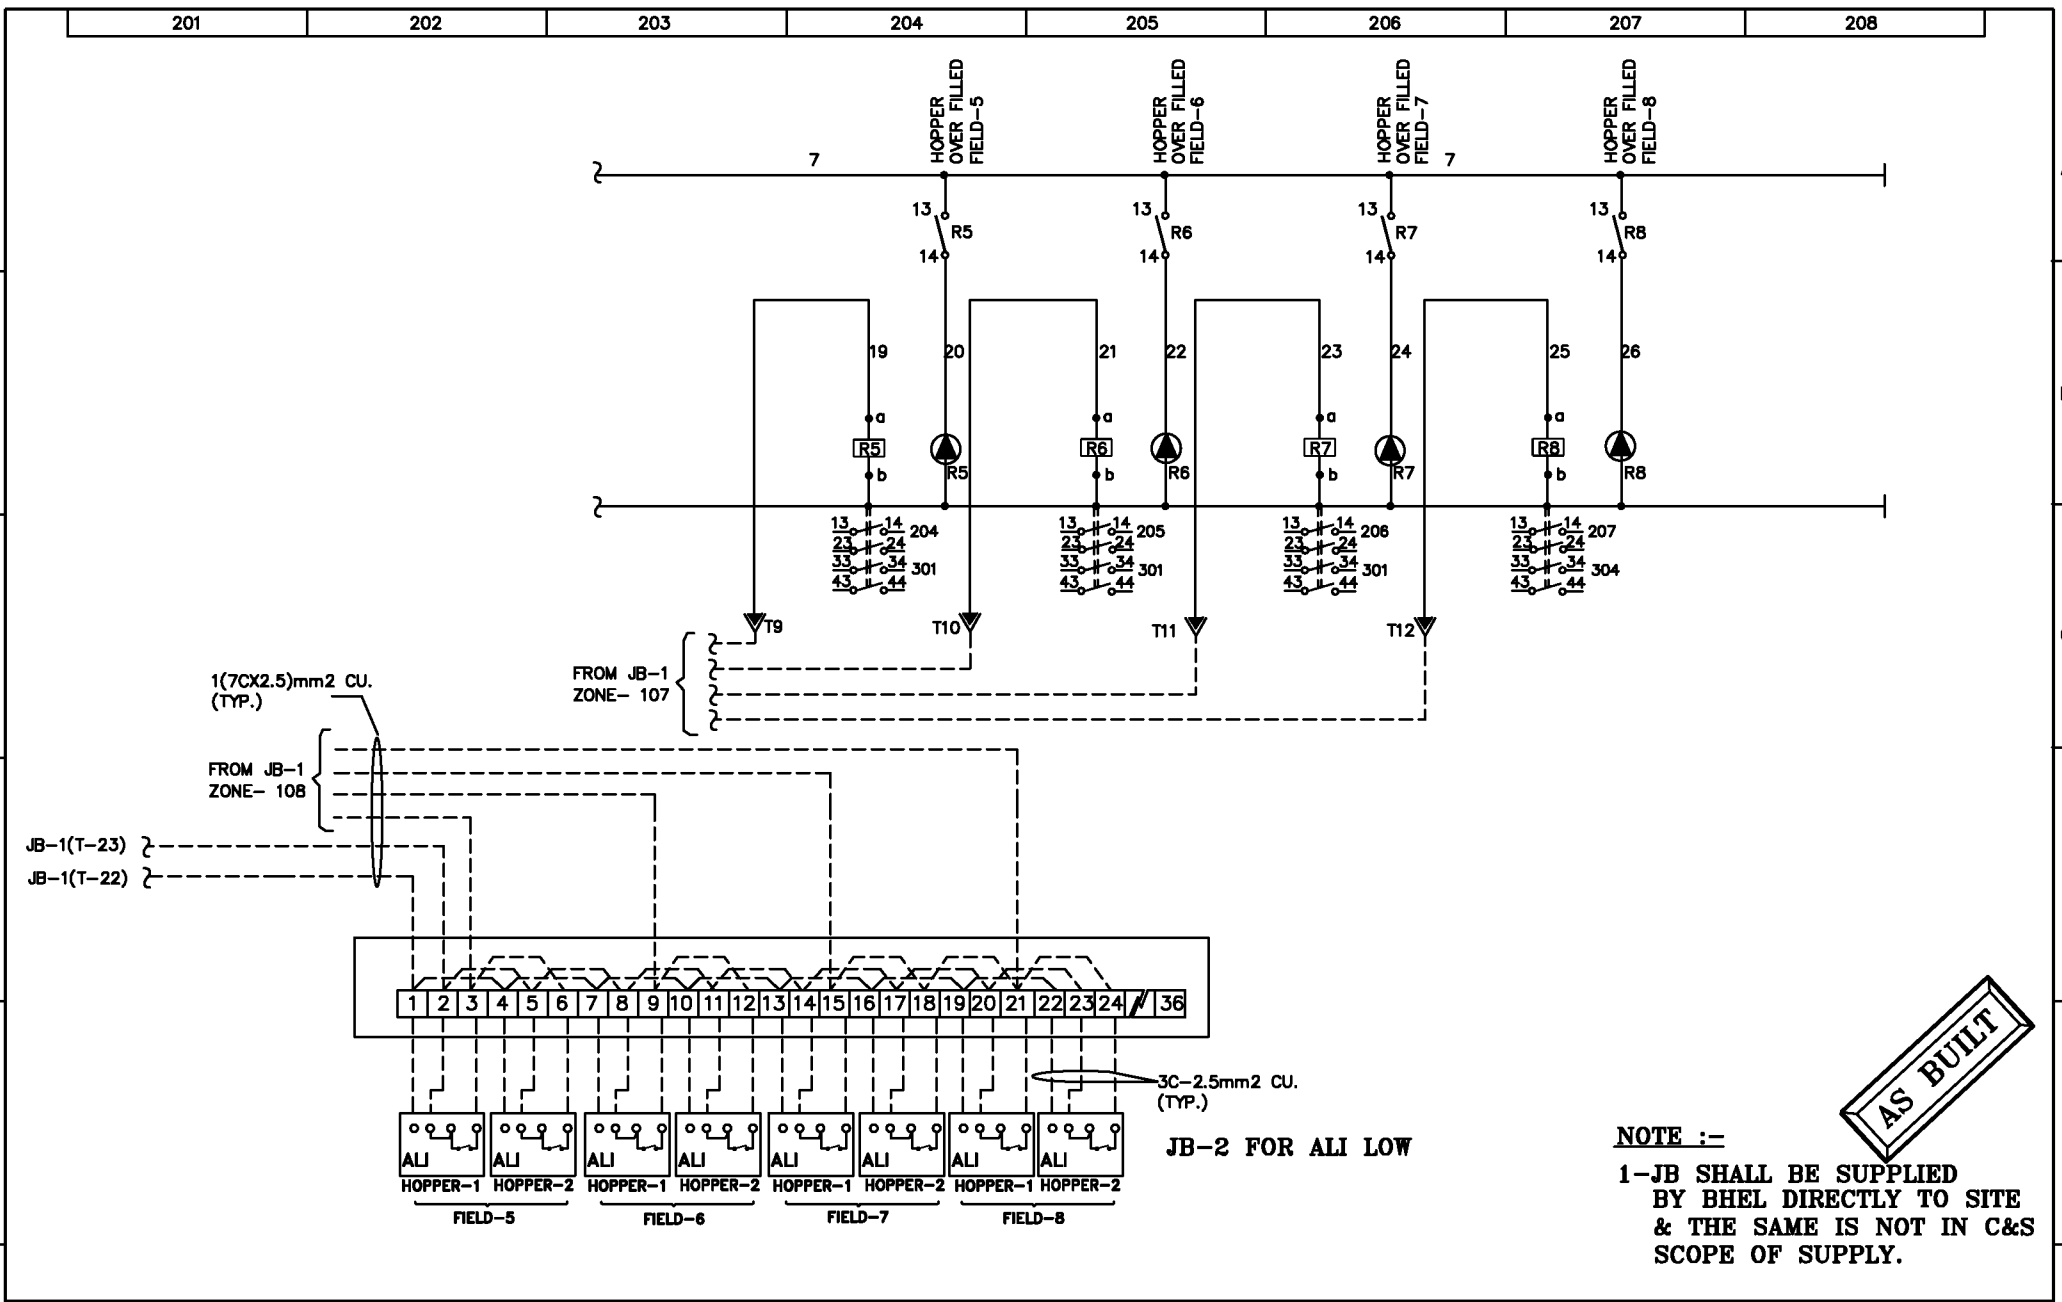 201 202 203 204 205 206 207 208
HOPPER
OVER FILLED
FIELD-5
HOPPER
OVER FILLED
FIELD-6
HOPPER
OVER FILLED
FIELD-7
HOPPER
OVER FILLED
FIELD-8
7 7
13 13 13 13
R5 R6 R7 R8
14 14 14 14
19 20 21 22 23 24 25 26
a a a a
R5 R6 R7 R8
R5 R6 R7 R8
b b b b
13 14 204 13 14 205 13 14 206 13 14 207
23 24 23 24 23 24 23 24
33 34 301 33 34 301 33 34 301 33 34 304
43 44 43 44 43 44 43 44
T9 T10 T11 T12
FROM JB-1
ZONE- 107
1(7CX2.5)mm2 CU.
(TYP.)
FROM JB-1
ZONE- 108
JB-1(T-23)
JB-1(T-22)
1 2 3 4 5 6 7 8 9 10 11 12 13 14 15 16 17 18 19 20 21 22 23 24 36
3C-2.5mm2 CU.
(TYP.)
ALI ALI ALI ALI ALI ALI ALI ALI
HOPPER-1 HOPPER-2 HOPPER-1 HOPPER-2 HOPPER-1 HOPPER-2 HOPPER-1 HOPPER-2
FIELD-5 FIELD-6 FIELD-7 FIELD-8
JB-2 FOR ALI LOW
AS BUILT
NOTE :-
1-JB SHALL BE SUPPLIED
BY BHEL DIRECTLY TO SITE
& THE SAME IS NOT IN C&S
SCOPE OF SUPPLY.